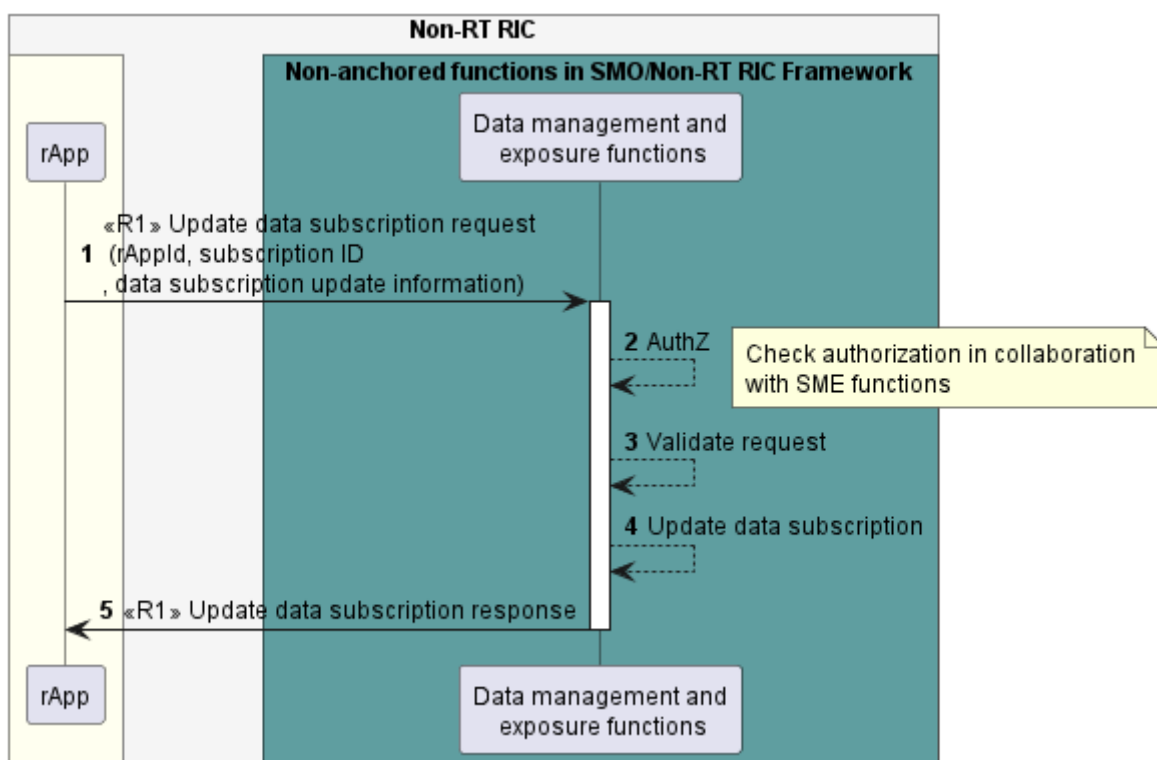 Non-RT RIC
Non-anchored functions in SMO/Non-RT RIC Framework
rApp
Data management and
exposure functions
«R1» Update data subscription request
1 (rAppId, subscription ID
, data subscription update information)
2 AuthZ
Check authorization in collaboration
with SME functions
3 Validate request
4 Update data subscription
5 «R1» Update data subscription response
rApp
Data management and
exposure functions